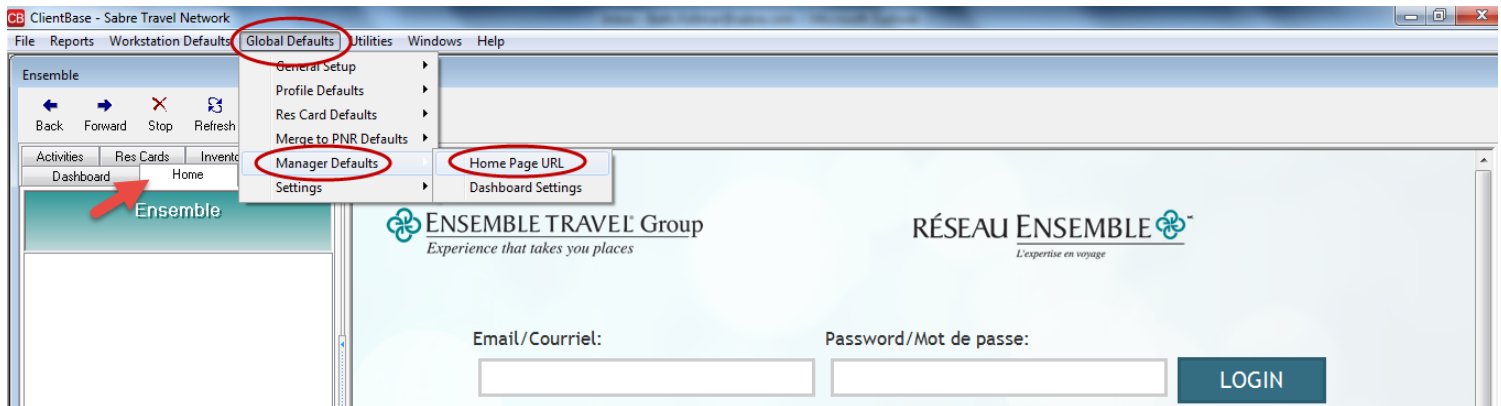 CB ClientBase - Sabre Travel Network
File Reports Workstation Defaults Global Defaults Utilities Windows Help
Ensemble
General Setup
Profile Defaults
Res Card Defaults
Merge to PNR Defaults
Manager Defaults
Settings
Home Page URL
Dashboard Settings
Back Forward Stop Refresh
Activities Res Cards Invento
Dashboard Home
Ensemble
ENSEMBLE TRAVEL® Group
Experience that takes you places
RÉSEAU ENSEMBLE
L'expertise en voyage
Email/Courriel: Password/Mot de passe:
LOGIN